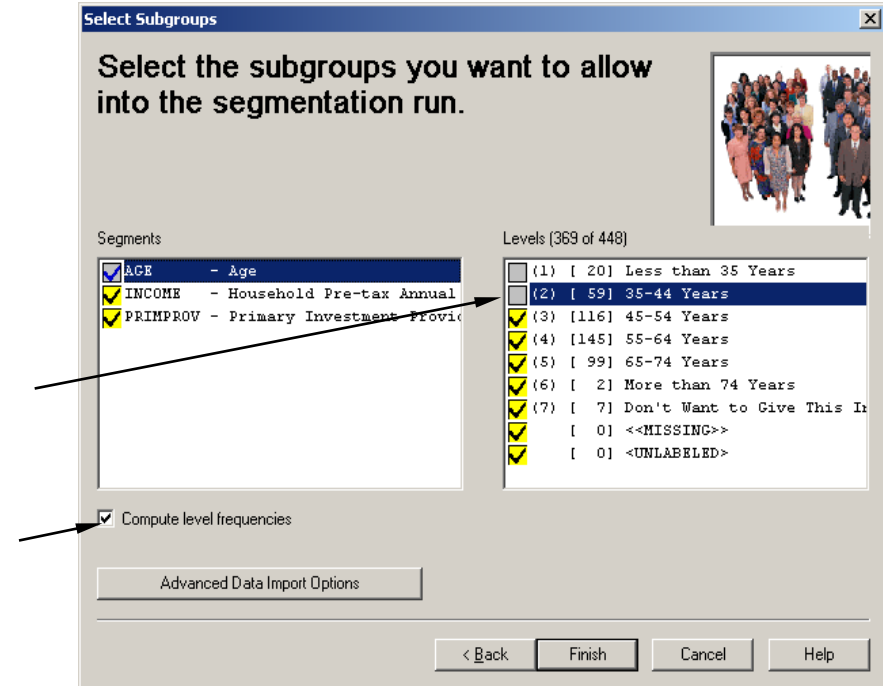 Select Subgroups
Select the subgroups you want to allow
into the segmentation run.
Segments
AGE - Age
INCOME - Household Pre-tax Annual
PRIMPROV - Primary Investment Provi
Levels (369 of 448)
(1) [ 20] Less than 35 Years
(2) [ 59] 35-44 Years
(3) [116] 45-54 Years
(4) [145] 55-64 Years
(5) [ 99] 65-74 Years
(6) [ 2] More than 74 Years
(7) [ 7] Don't Want to Give This I
[ 0] <<MISSING>>
[ 0] <UNLABELED>
Compute level frequencies
Advanced Data Import Options
< Back
Finish
Cancel
Help